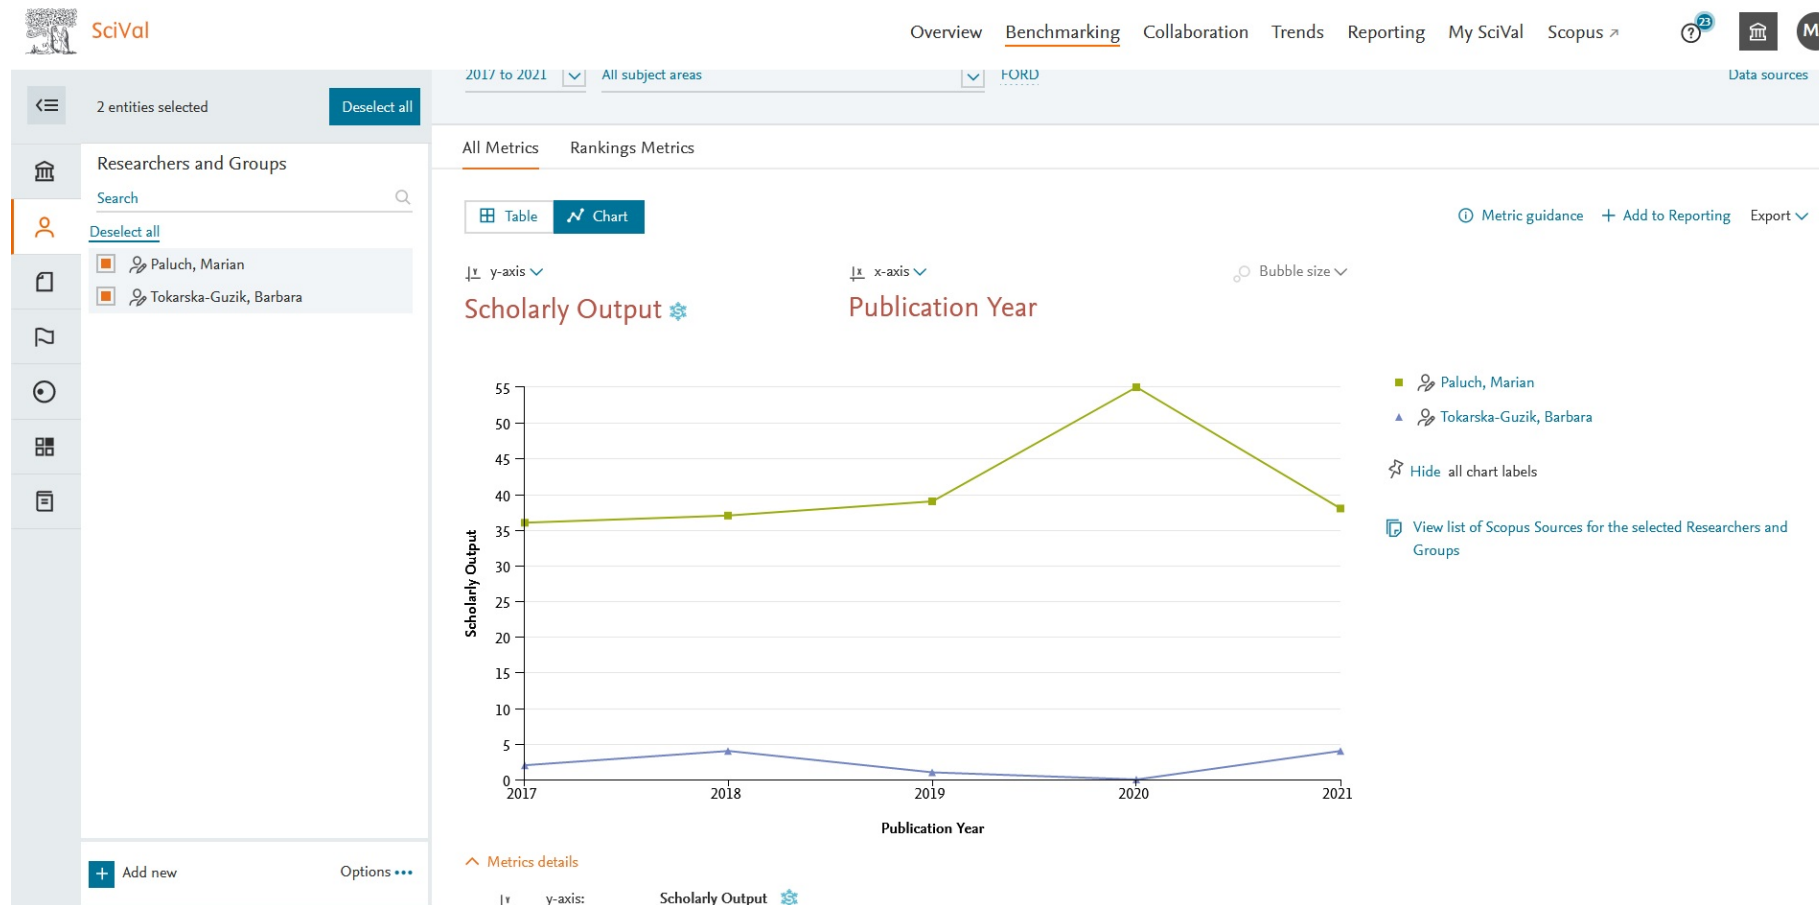 SciVal
Overview Benchmarking Collaboration Trends Reporting My SciVal Scopus
23
M
2 entities selected
Deselect all
Researchers and Groups
Search
Deselect all
Paluch, Marian
Tokarska-Guzik, Barbara
Add new
Options
2017 to 2021
All subject areas
FORD
Data sources
All Metrics Rankings Metrics
Table Chart
Metric guidance
Add to Reporting
Export
y-axis
Scholarly Output
x-axis
Publication Year
Bubble size
55
50
45
40
35
30
25
20
15
10
5
0
Scholarly Output
2017 2018 2019 2020 2021
Publication Year
Paluch, Marian
Tokarska-Guzik, Barbara
Hide all chart labels
View list of Scopus Sources for the selected Researchers and
Groups
Metrics details
y-axis: Scholarly Output